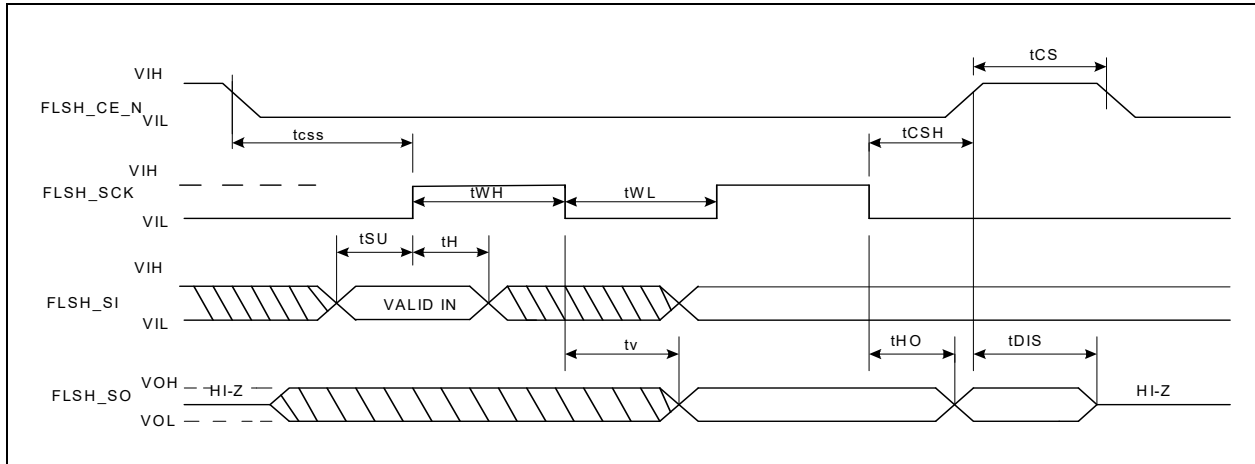 tCS
VIH
FLSH_CE_N
VIL
tcss
tCSH
VIH
FLSH_SCK
tWH
tWL
VIL
tSU
tH
VIH
FLSH_SI
VALID IN
VIL
tv
tHO
tDIS
VOH
FLSH_SO
HI-Z
HI-Z
VOL